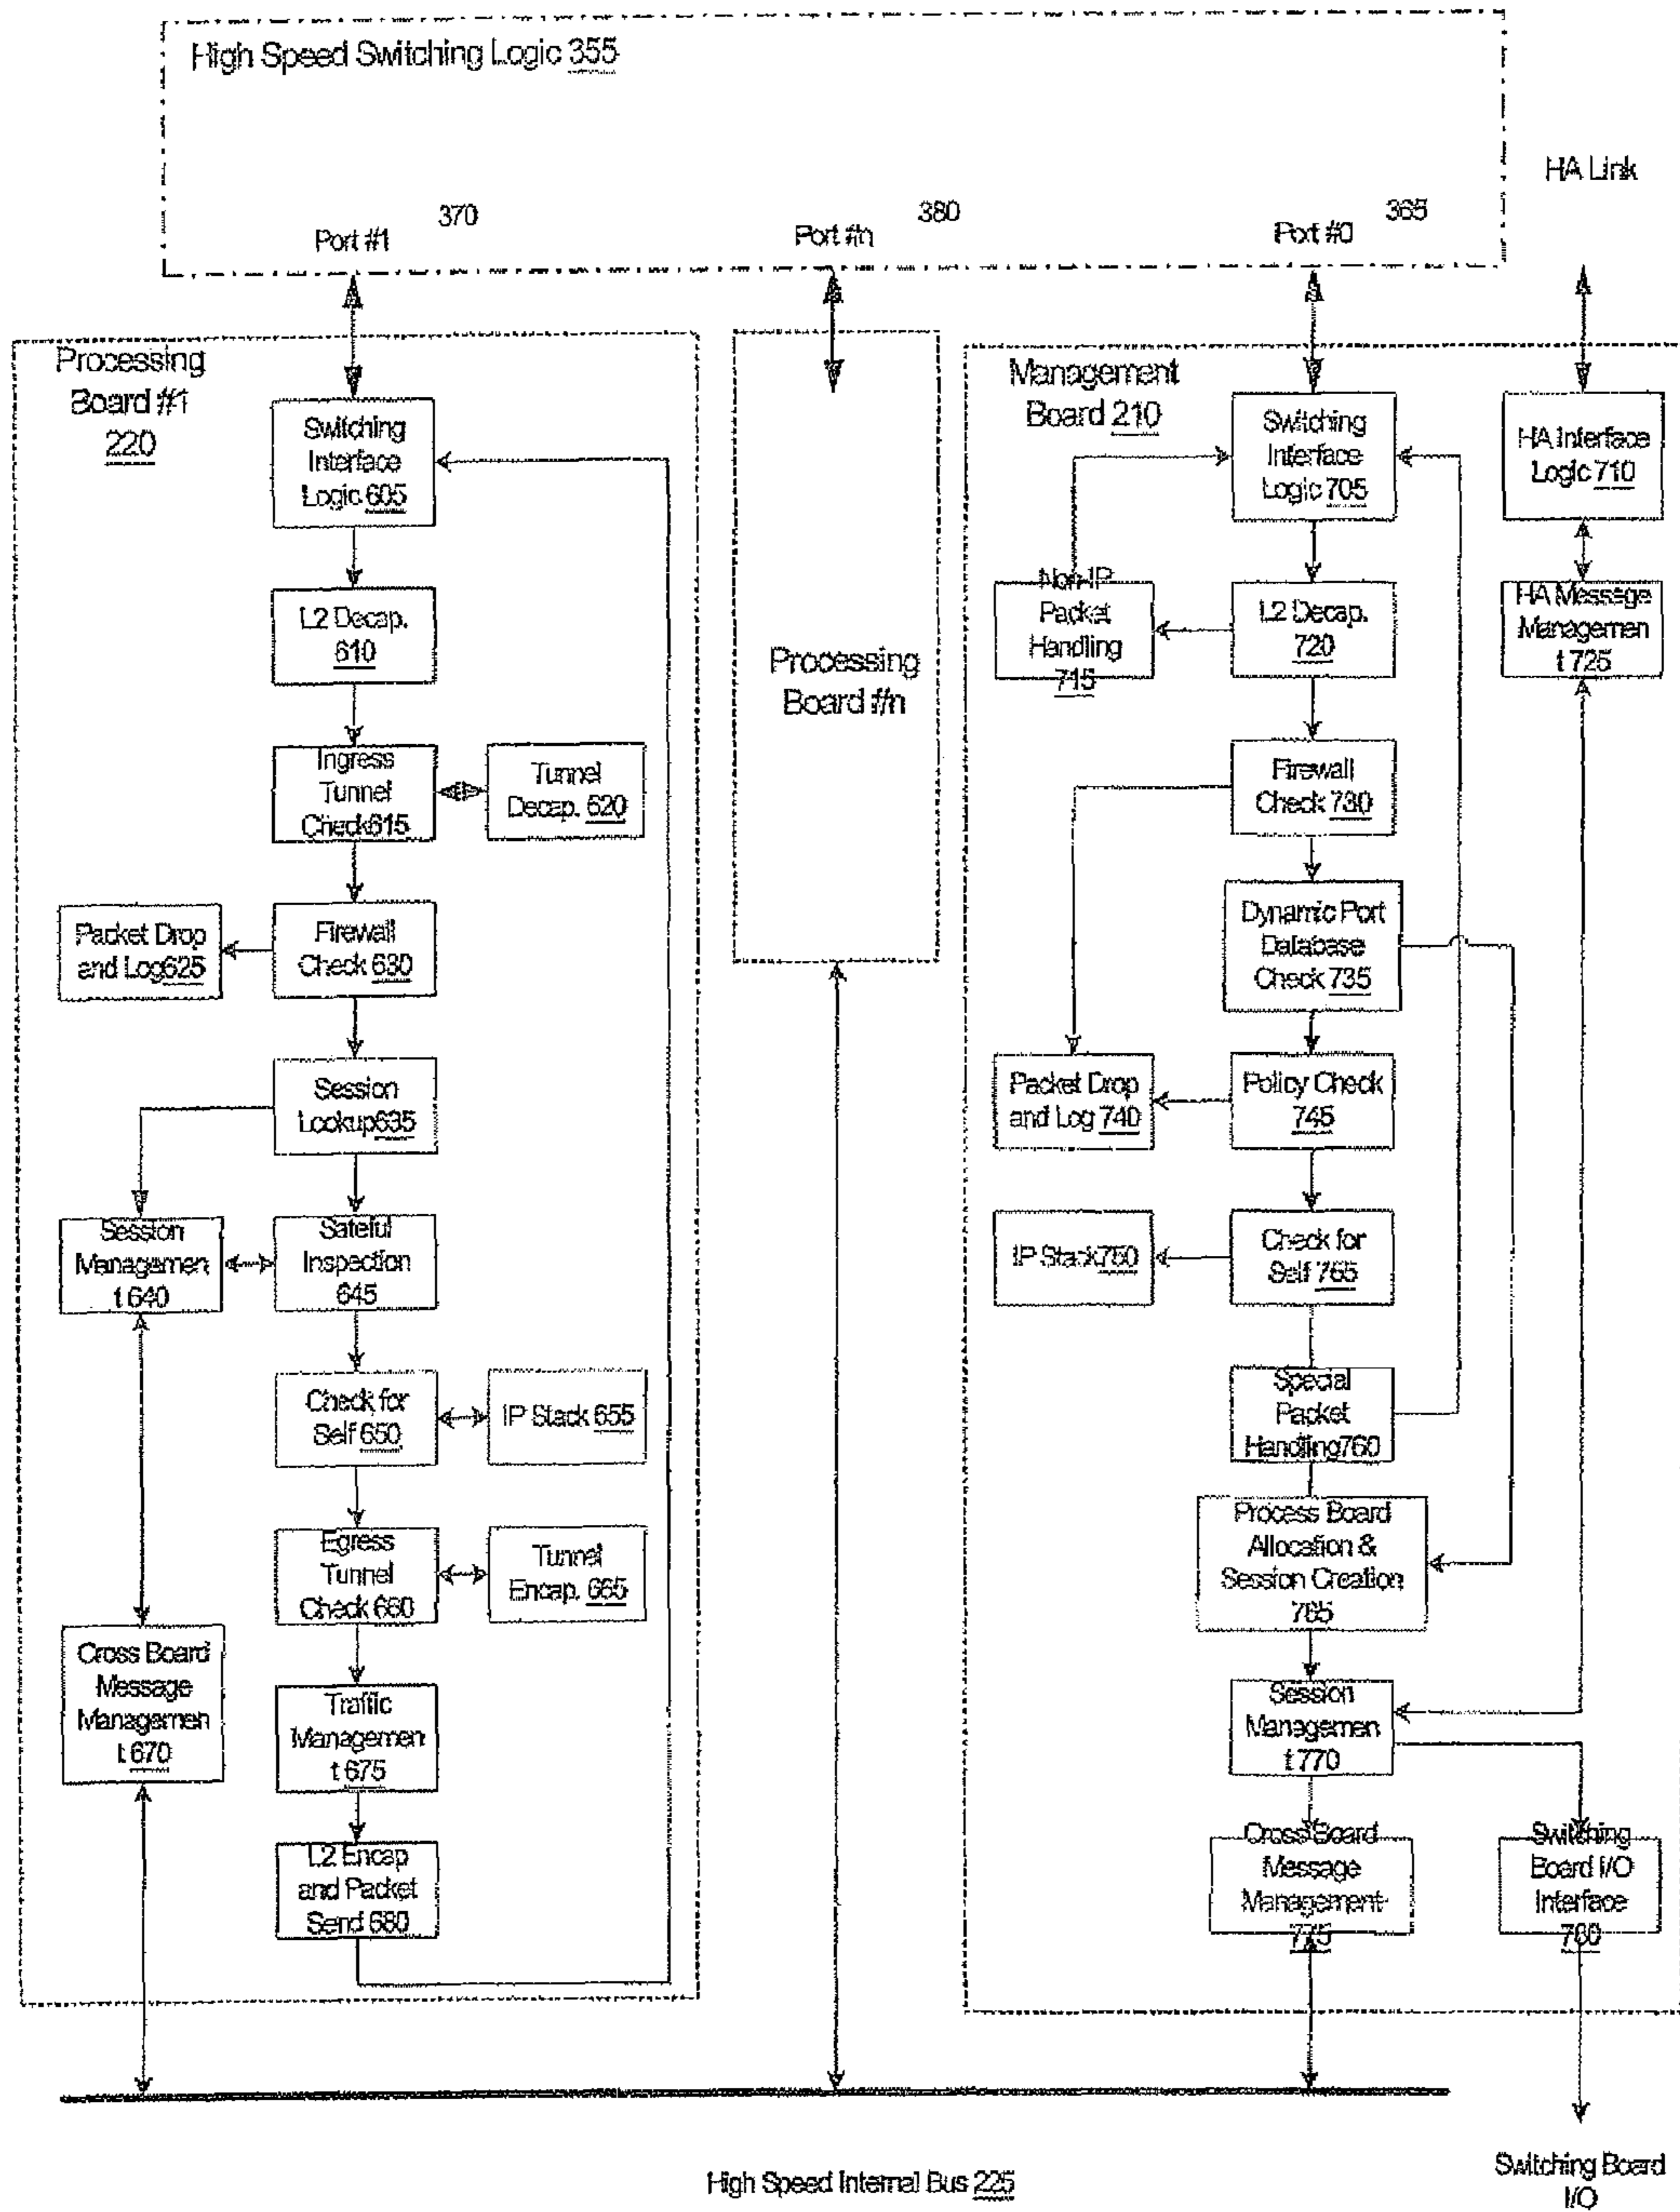 High Speed Switching Logic 355
HA Link
370
380
365
Port #1
Port #n
Port #0
Processing
Board #1
220
Switching
Interface
Logic 605
L2 Decap.
610
Ingress
Tunnel
Check615
Tunnel
Decap. 620
Packet Drop
and Log625
Firewall
Check 630
Session
Lookup635
Session
Managemen
t 640
Sateful
Inspection
645
Check for
Self 650
IP Stack 655
Egress
Tunnel
Check 660
Tunnel
Encap. 665
Cross Board
Message
Managemen
t 670
Traffic
Managemen
t 675
L2 Encap
and Packet
Send 680
Processing
Board #n
Management
Board 210
Switching
Interface
Logic 705
HA Interface
Logic 710
Non-IP
Packet
Handling
715
L2 Decap.
720
HA Message
Managemen
t 725
Firewall
Check 730
Dynamic Port
Database
Check 735
Packet Drop
and Log 740
Policy Check
745
IP Stack750
Check for
Self 755
Special
Packet
Handling760
Process Board
Allocation &
Session Creation
765
Session
Managemen
t 770
Cross Board
Message
Management
775
Switching
Board I/O
Interface
780
High Speed Internal Bus 225
Switching Board
I/O